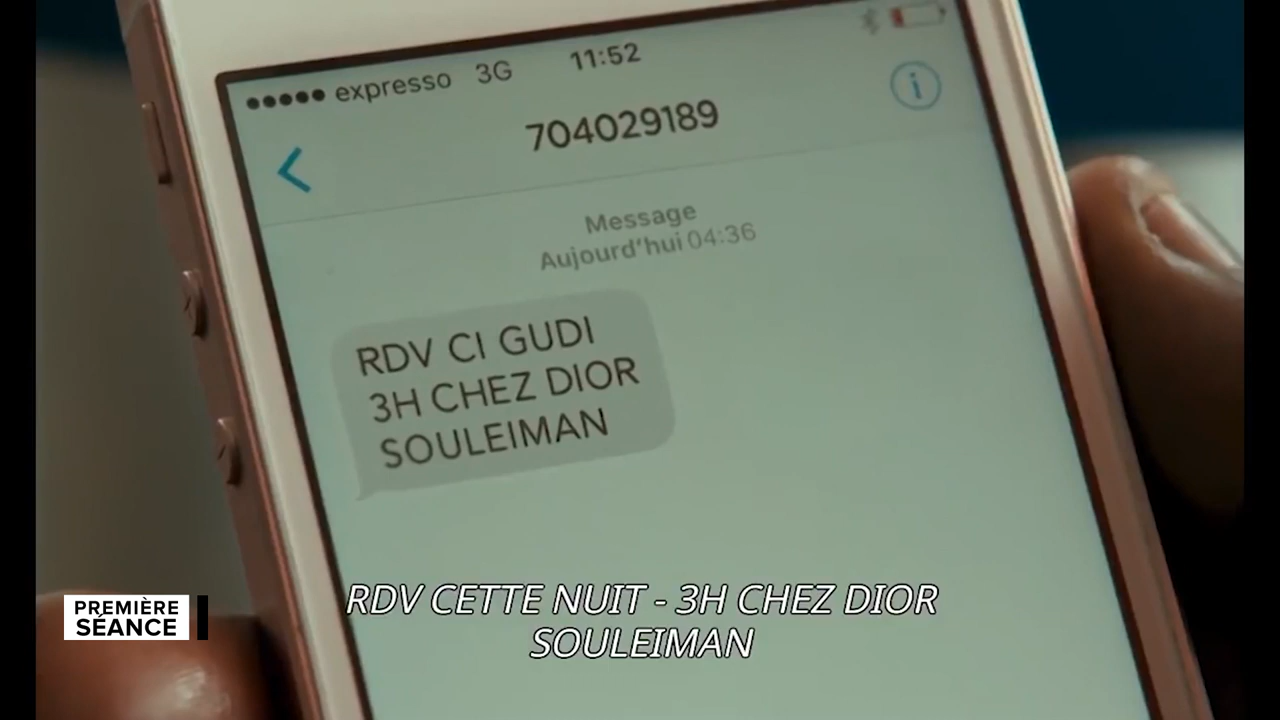 expresso 3G 11:52
704029189
Message
Aujourd'hui 04:36
RDV CI GUDI
3H CHEZ DIOR
SOULEIMAN
RDV CETTE NUIT - 3H CHEZ DIOR
SOULEIMAN
PREMIÈRE
SÉANCE